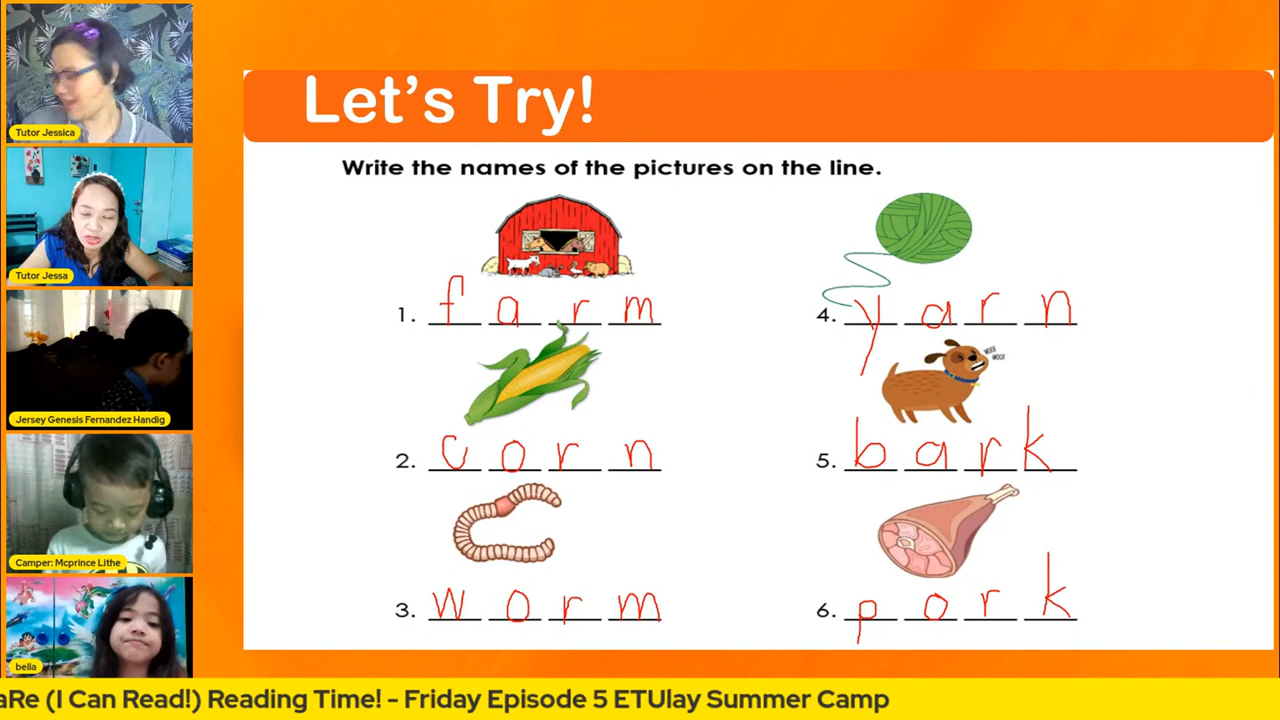 Let's Try!
Write the names of the pictures on the line.
1. farm
2. corn
3. worm
4. yarn
5. bark
6. pork
Tutor Jessica
Tutor Jessa
Jersey Genesis Fernandez Handig
Camper: Mcprince Lithe
bella
aRe (I Can Read!) Reading Time! - Friday Episode 5 ETUlay Summer Camp